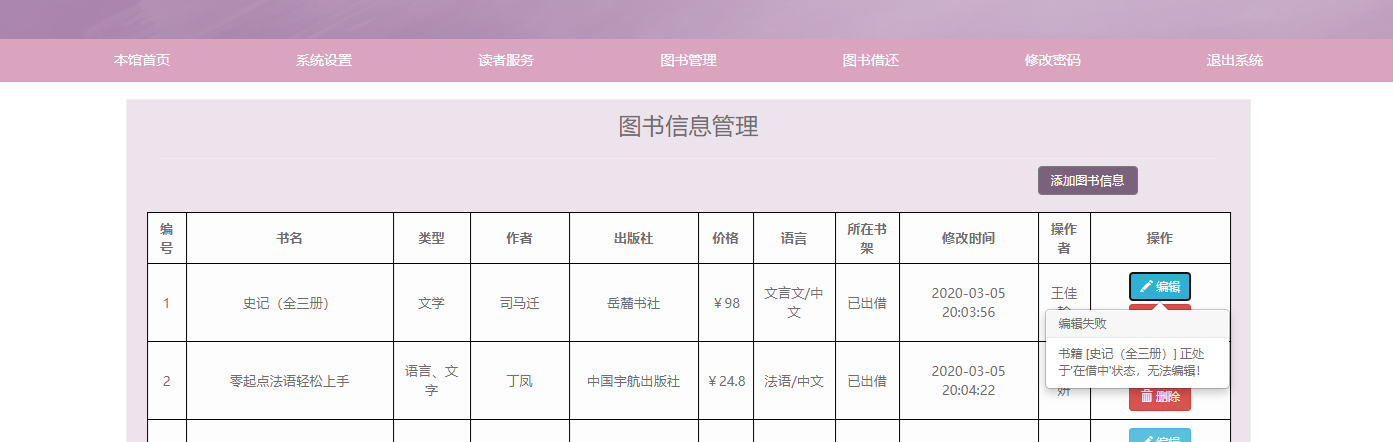 本馆首页 系统设置 读者服务 图书管理 图书借还 修改密码 退出系统
图书信息管理
添加图书信息
编号 书名 类型 作者 出版社 价格 语言 所在书架 修改时间 操作者 操作
1 史记（全三册） 文学 司马迁 岳麓书社 ￥98 文言文/中文 已出借 2020-03-05 20:03:56 王佳 编辑
编辑失败
书籍 [史记（全三册）] 正处
于'在借中'状态，无法编辑！
2 零起点法语轻松上手 语言、文字 丁凤 中国宇航出版社 ￥24.8 法语/中文 已出借 2020-03-05 20:04:22 妍 删除
编辑